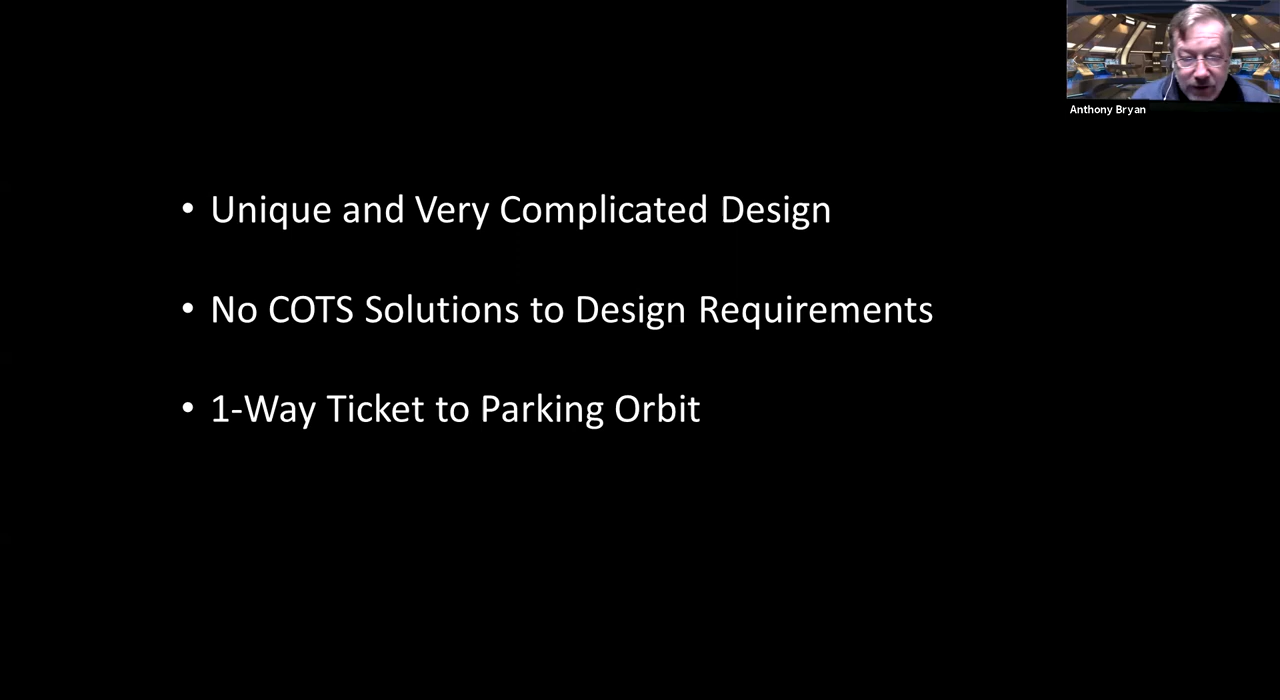 Anthony Bryan
• Unique and Very Complicated Design
• No COTS Solutions to Design Requirements
• 1-Way Ticket to Parking Orbit